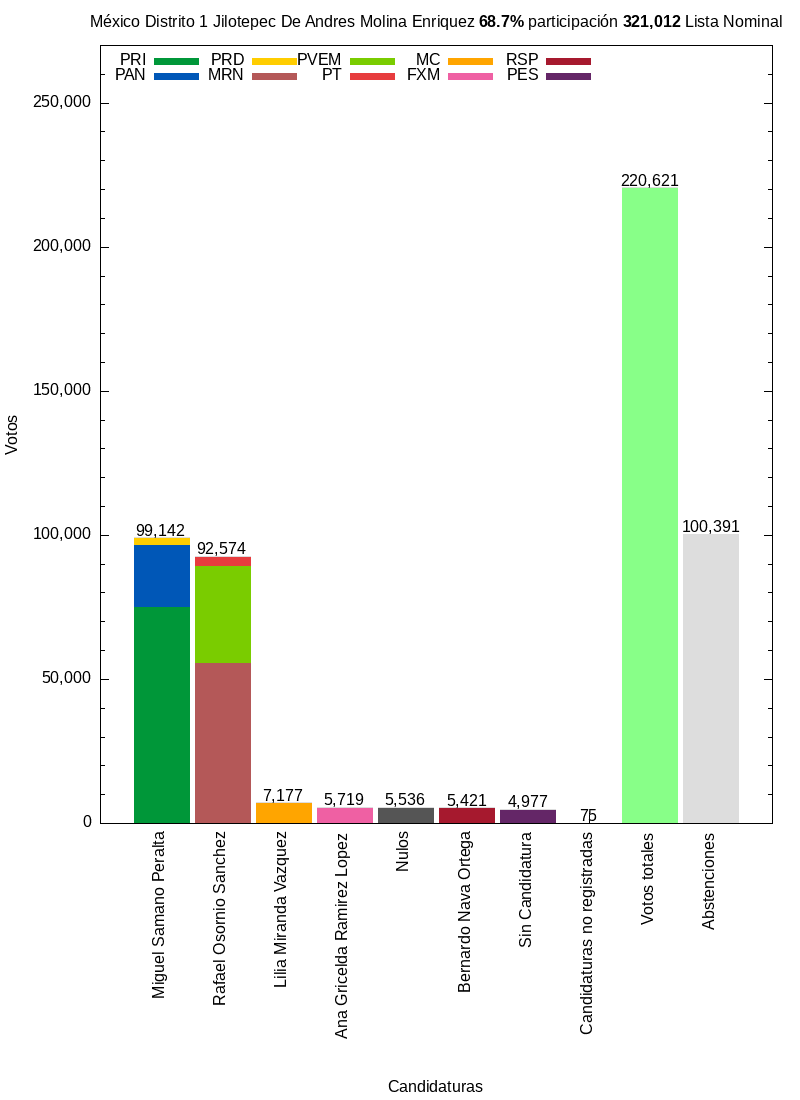 México Distrito 1 Jilotepec De Andres Molina Enriquez 68.7% participación 321,012 Lista Nominal
PRI PRD PVEM MC RSP
PAN MRN PT FXM PES
250,000
200,000
150,000
100,000
50,000
0
Votos
99,142
92,574
7,177
5,719
5,536
5,421
4,977
75
220,621
100,391
Miguel Samano Peralta
Rafael Osornio Sanchez
Lilia Miranda Vazquez
Ana Gricelda Ramirez Lopez
Nulos
Bernardo Nava Ortega
Sin Candidatura
Candidaturas no registradas
Votos totales
Abstenciones
Candidaturas